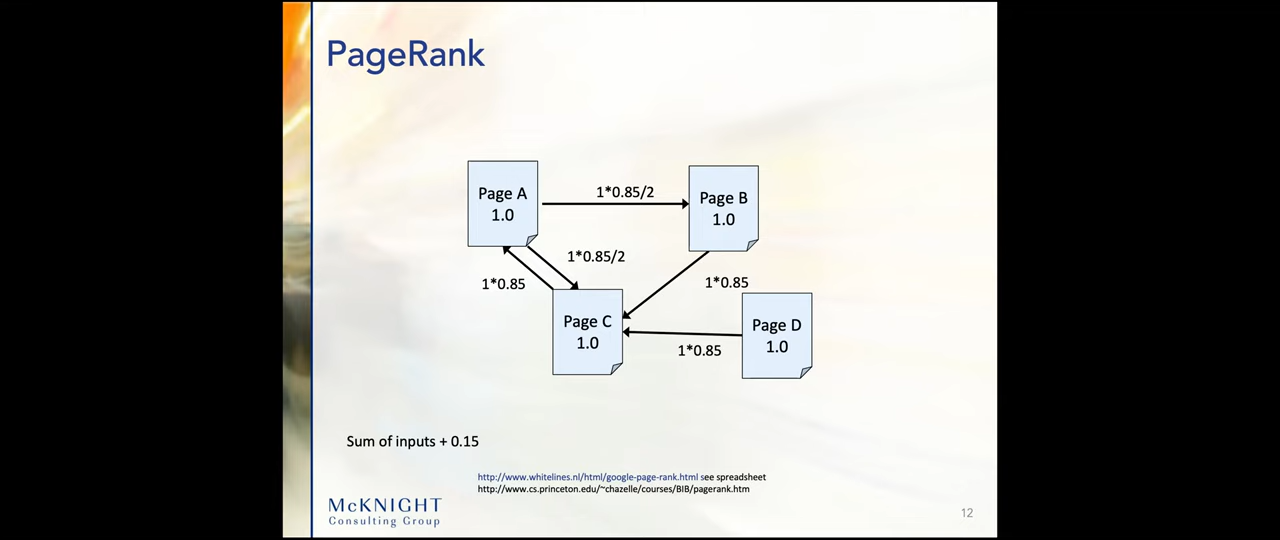 PageRank
Page A
1.0
1*0.85/2
Page B
1.0
1*0.85/2
1*0.85
1*0.85
Page C
1.0
Page D
1.0
1*0.85
Sum of inputs + 0.15
http://www.whitelines.nl/html/google-page-rank.html see spreadsheet
http://www.cs.princeton.edu/~chazelle/courses/BIB/pagerank.htm
McKNIGHT
Consulting Group
12